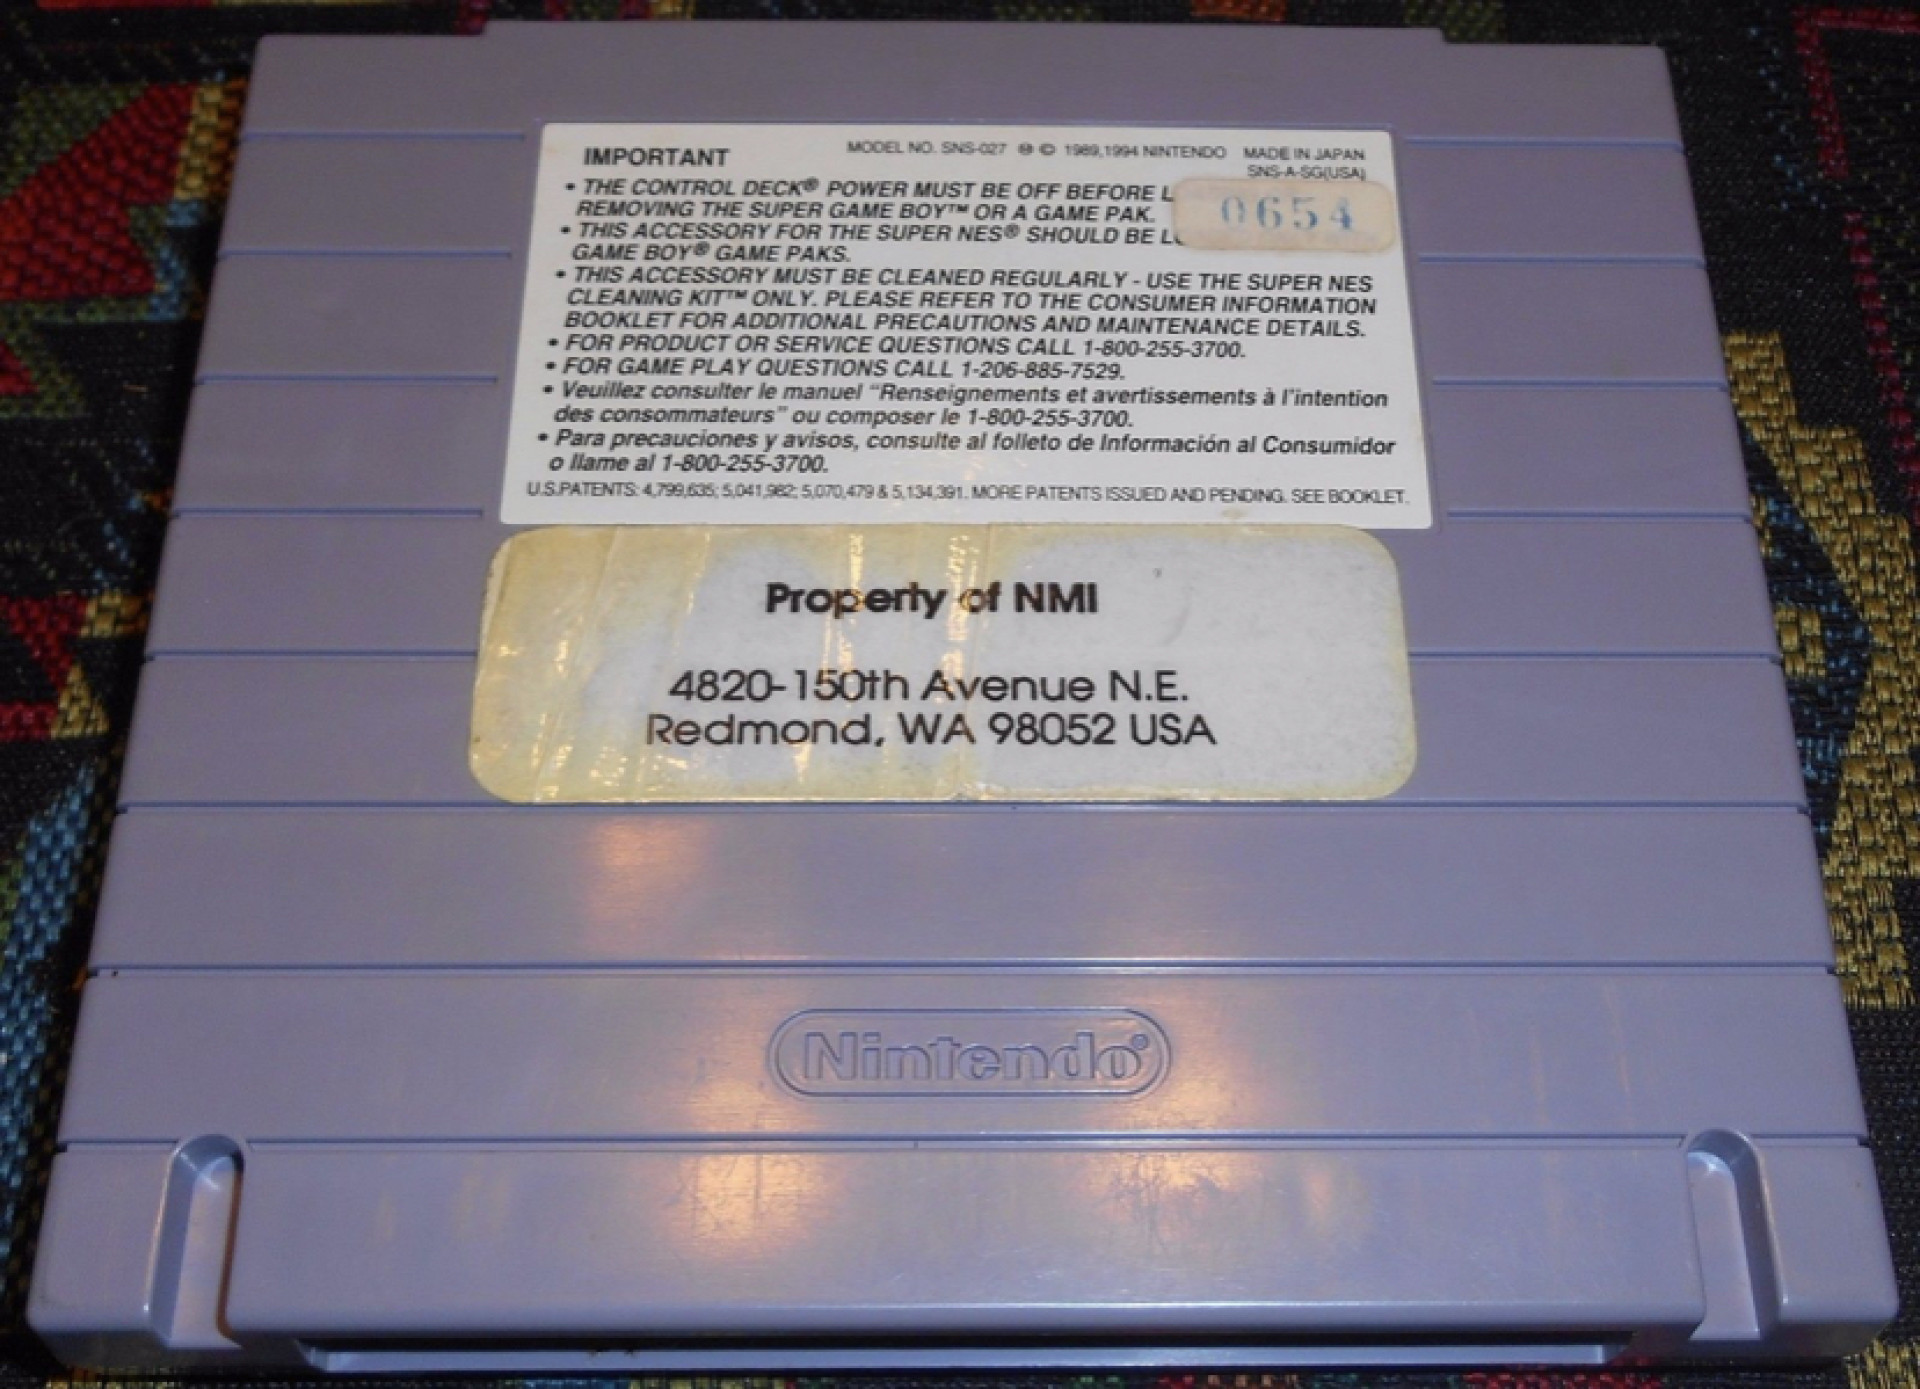 IMPORTANT
MODEL NO. SNS-027 Ⓜ © 1989,1994 NINTENDO MADE IN JAPAN
SNS-A-SG(USA)
0654
• THE CONTROL DECK® POWER MUST BE OFF BEFORE
REMOVING THE SUPER GAME BOY™ OR A GAME PAK.
• THIS ACCESSORY FOR THE SUPER NES® SHOULD BE
GAME BOY® GAME PAKS.
• THIS ACCESSORY MUST BE CLEANED REGULARLY - USE THE SUPER NES
CLEANING KIT™ ONLY. PLEASE REFER TO THE CONSUMER INFORMATION
BOOKLET FOR ADDITIONAL PRECAUTIONS AND MAINTENANCE DETAILS.
• FOR PRODUCT OR SERVICE QUESTIONS CALL 1-800-255-3700.
• FOR GAME PLAY QUESTIONS CALL 1-206-885-7529.
• Veuillez consulter le manuel "Renseignements et avertissements à l'intention
des consommateurs" ou composer le 1-800-255-3700.
• Para precauciones y avisos, consulte al folleto de Información al Consumidor
o llame al 1-800-255-3700.
U.S.PATENTS: 4,799,635; 5,041,982; 5,070,479 & 5,134,391. MORE PATENTS ISSUED AND PENDING. SEE BOOKLET.
Property of NMI
4820-150th Avenue N.E.
Redmond, WA 98052 USA
Nintendo®